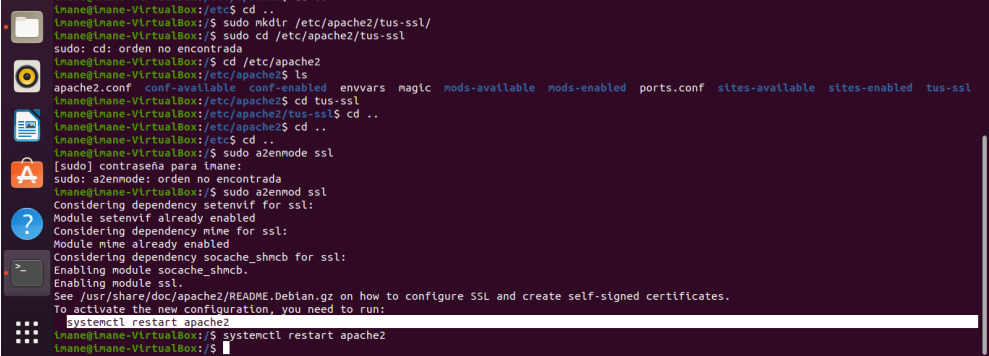 imane@imane-VirtualBox:/etc$ cd ..
imane@imane-VirtualBox:/$ sudo mkdir /etc/apache2/tus-ssl/
imane@imane-VirtualBox:/$ sudo cd /etc/apache2/tus-ssl
sudo: cd: orden no encontrada
imane@imane-VirtualBox:/$ cd /etc/apache2
imane@imane-VirtualBox:/etc/apache2$ ls
apache2.conf  conf-available  conf-enabled  envvars  magic  mods-available  mods-enabled  ports.conf  sites-available  sites-enabled  tus-ssl
imane@imane-VirtualBox:/etc/apache2$ cd tus-ssl
imane@imane-VirtualBox:/etc/apache2/tus-ssl$ cd ..
imane@imane-VirtualBox:/etc/apache2$ cd ..
imane@imane-VirtualBox:/etc$ cd ..
imane@imane-VirtualBox:/$ sudo a2enmode ssl
[sudo] contraseña para imane:
sudo: a2enmode: orden no encontrada
imane@imane-VirtualBox:/$ sudo a2enmod ssl
Considering dependency setenvif for ssl:
Module setenvif already enabled
Considering dependency mime for ssl:
Module mime already enabled
Considering dependency socache_shmcb for ssl:
Enabling module socache_shmcb.
Enabling module ssl.
See /usr/share/doc/apache2/README.Debian.gz on how to configure SSL and create self-signed certificates.
To activate the new configuration, you need to run:
  systemctl restart apache2
imane@imane-VirtualBox:/$ systemctl restart apache2
imane@imane-VirtualBox:/$